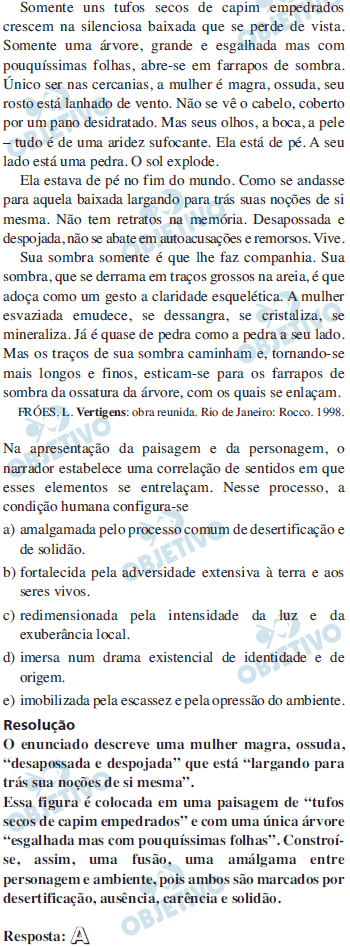 Somente uns tufos secos de capim empedrados
crescem na silenciosa baixada que se perde de vista.
Somente uma árvore, grande e esgalhada mas com
pouquíssimas folhas, abre-se em farrapos de sombra.
Único ser nas cercanias, a mulher é magra, ossuda, seu
rosto está lanhado de vento. Não se vê o cabelo, coberto
por um pano desidratado. Mas seus olhos, a boca, a pele
– tudo é de uma aridez sufocante. Ela está de pé. A seu
lado está uma pedra. O sol explode.
Ela estava de pé no fim do mundo. Como se andasse
para aquela baixada largando para trás suas noções de si
mesma. Não tem retratos na memória. Desapossada e
despojada, não se abate em autoacusações e remorsos. Vive.
Sua sombra somente é que lhe faz companhia. Sua
sombra, que se derrama em traços grossos na areia, é que
adoça como um gesto a claridade esquelética. A mulher
esvaziada emudece, se dessangra, se cristaliza, se
mineraliza. Já é quase de pedra como a pedra a seu lado.
Mas os traços de sua sombra caminham e, tornando-se
mais longos e finos, esticam-se para os farrapos de
sombra da ossatura da árvore, com os quais se enlaçam.
FRÓES, L. Vertigens: obra reunida. Rio de Janeiro: Rocco. 1998.
Na apresentação da paisagem e da personagem, o
narrador estabelece uma correlação de sentidos em que
esses elementos se entrelaçam. Nesse processo, a
condição humana configura-se
a) amalgamada pelo processo comum de desertificação e
de solidão.
b) fortalecida pela adversidade extensiva à terra e aos
seres vivos.
c) redimensionada pela intensidade da luz e da
exuberância local.
d) imersa num drama existencial de identidade e de
origem.
e) imobilizada pela escassez e pela opressão do ambiente.
Resolução
O enunciado descreve uma mulher magra, ossuda,
“desapossada e despojada” que está “largando para
trás sua noções de si mesma”.
Essa figura é colocada em uma paisagem de “tufos
secos de capim empedrados” e com uma única árvore
“esgalhada mas com pouquíssimas folhas”. Constroi-
se, assim, uma fusão, uma amálgama entre
personagem e ambiente, pois ambos são marcados por
desertificação, ausência, carência e solidão.
Resposta: A
OBJETIVO
OBJETIVO
OBJETIVO
OBJETIVO
OBJETIVO
OBJETIVO
OBJETIVO
OBJETIVO
OBJETIVO
OBJETIVO